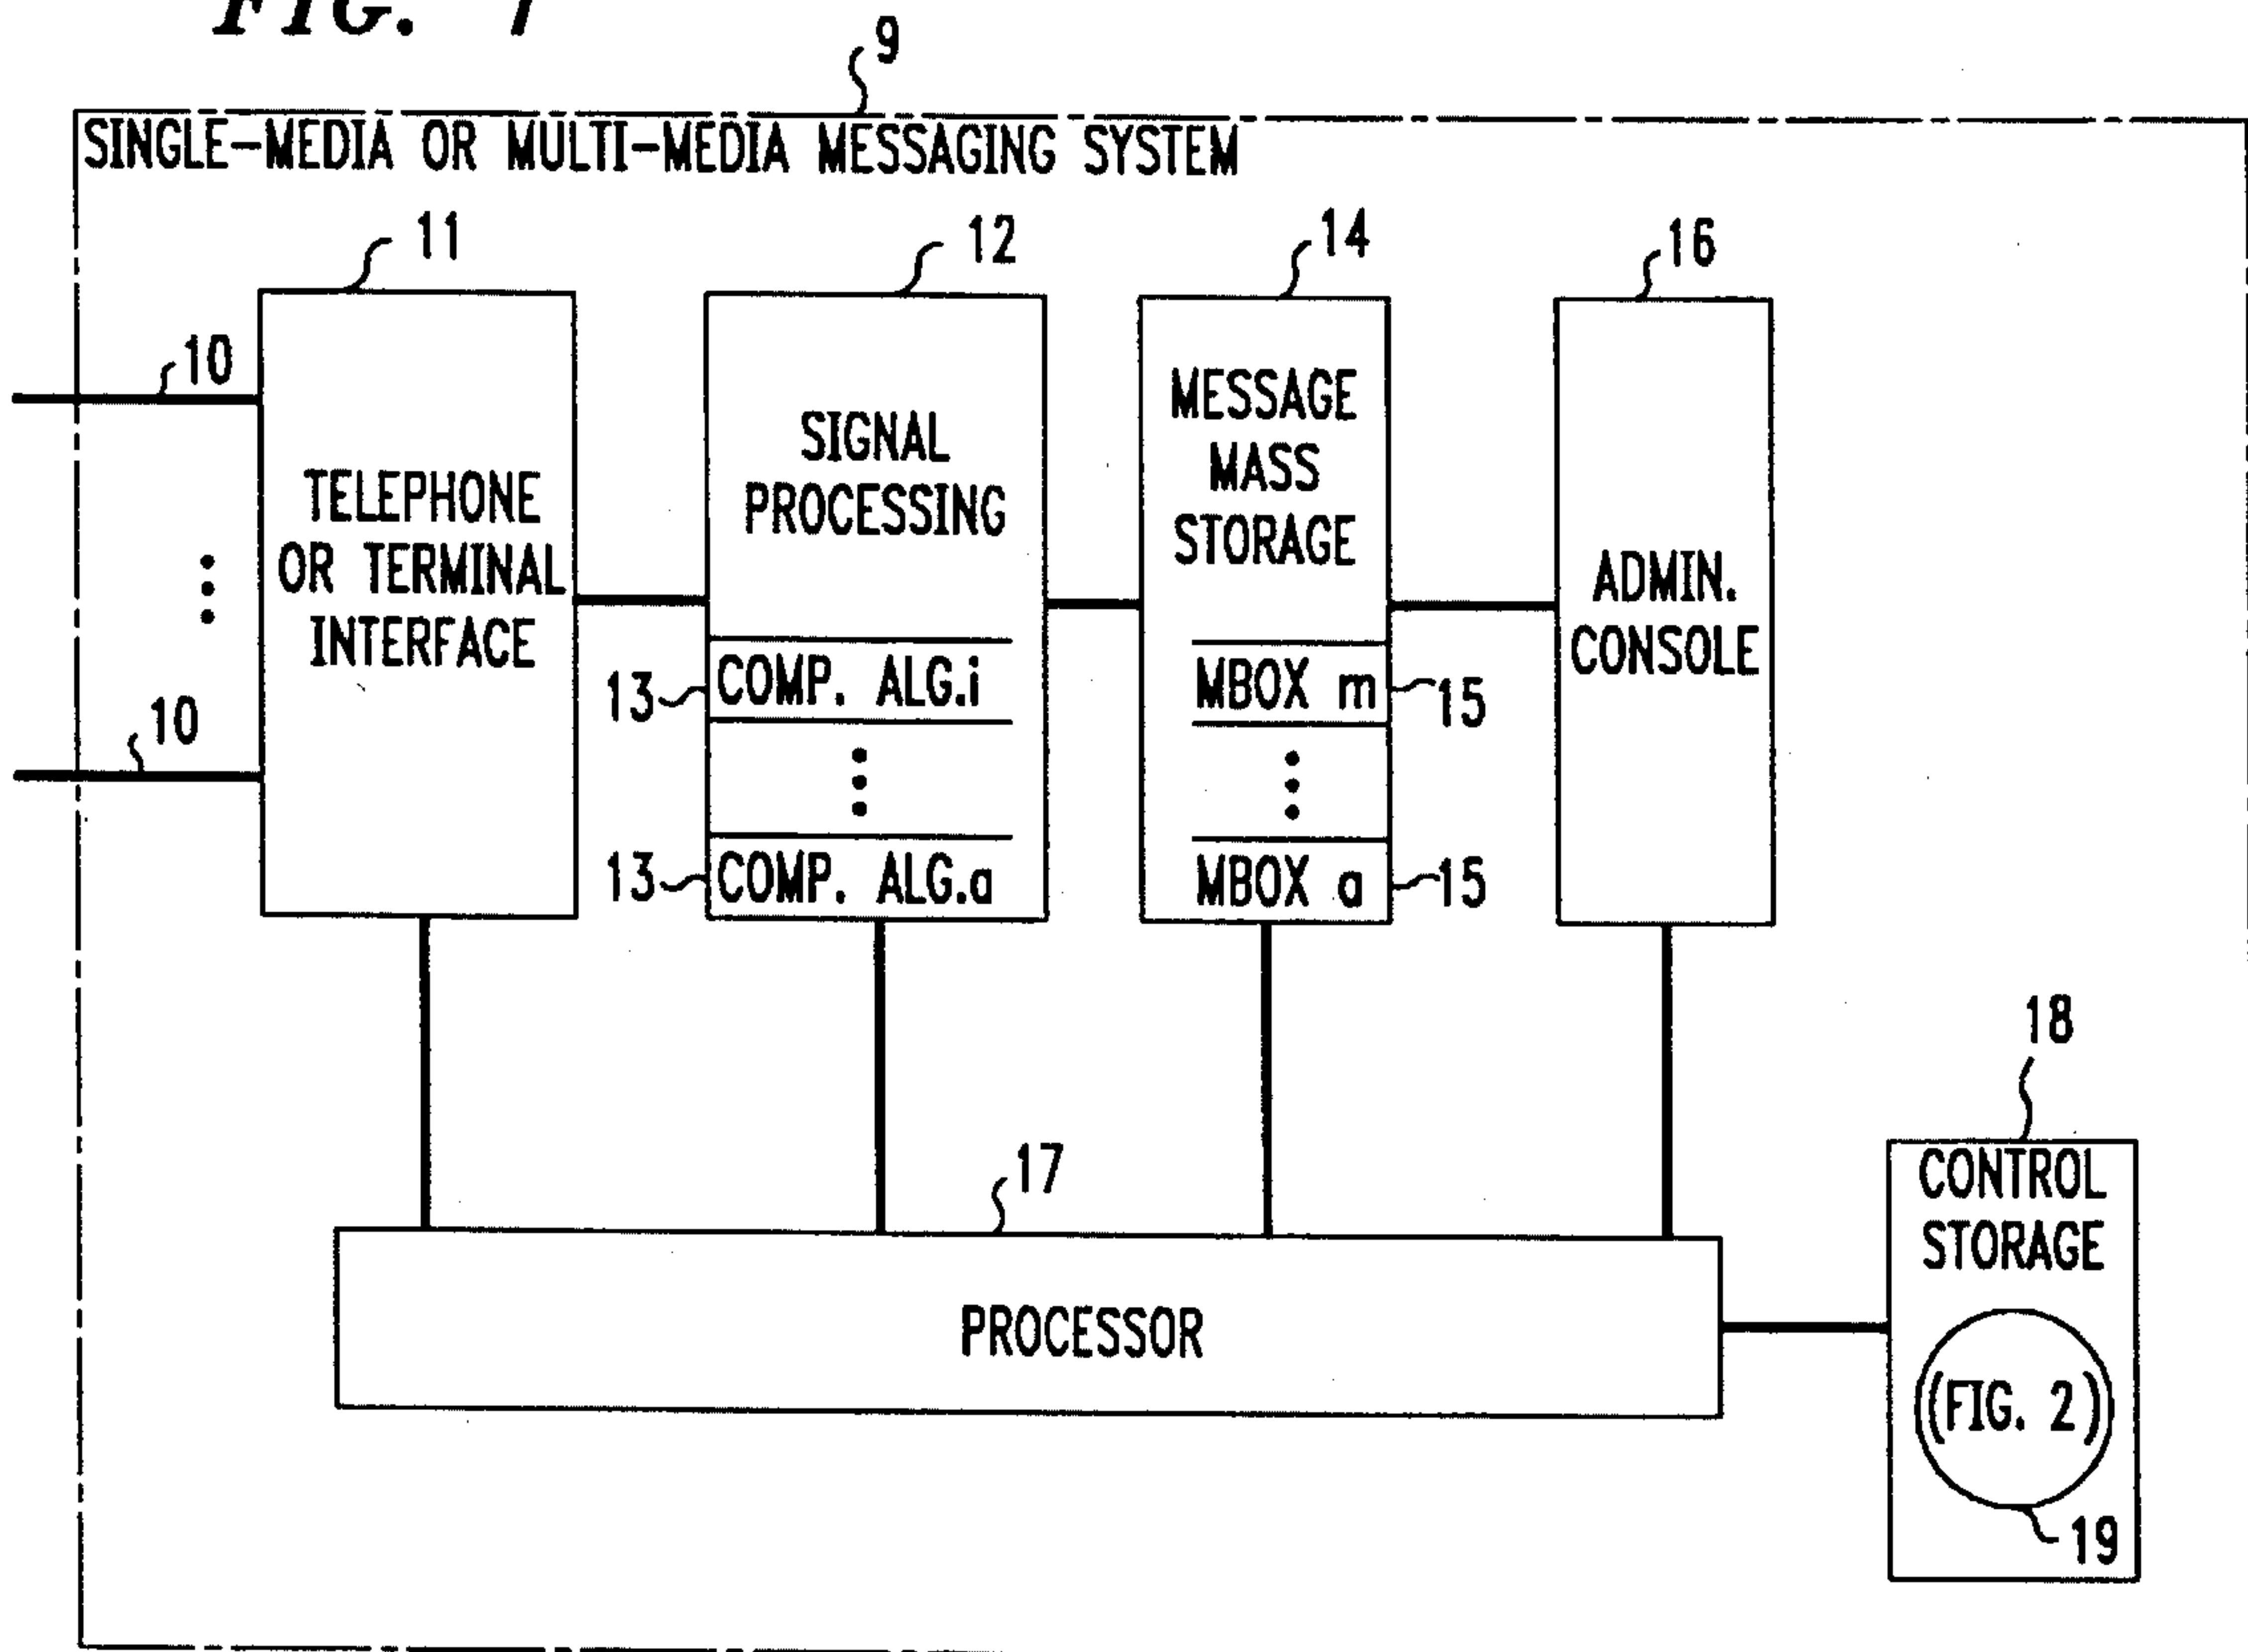 FIG. 1
9
SINGLE-MEDIA OR MULTI-MEDIA MESSAGING SYSTEM
11
12
14
16
10
10
TELEPHONE
OR TERMINAL
INTERFACE
SIGNAL
PROCESSING
13
COMP. ALG.i
13
COMP. ALG.a
MESSAGE
MASS
STORAGE
MBOX m
15
MBOX a
15
ADMIN.
CONSOLE
17
PROCESSOR
18
CONTROL
STORAGE
(FIG. 2)
19